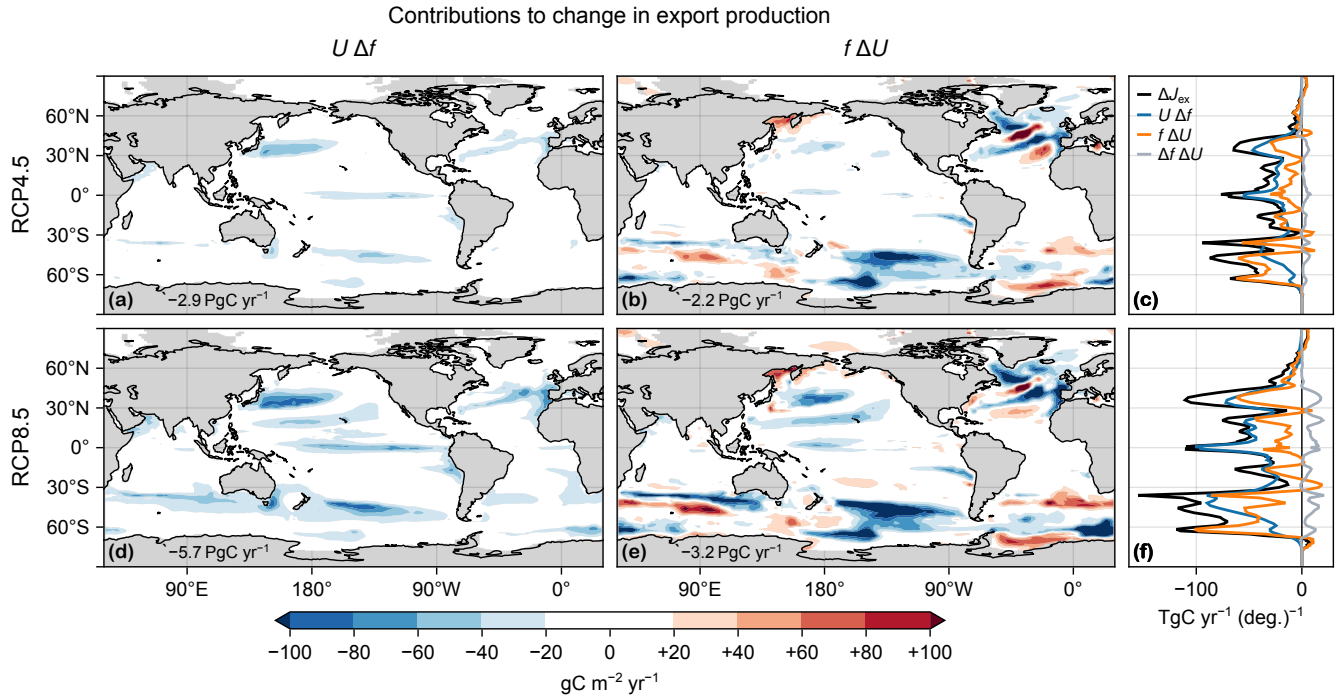 Contributions to change in export production
U Δf
f ΔU
RCP4.5
60°N
30°N
0°
30°S
60°S
(a)
−2.9 PgC yr⁻¹
(b)
−2.2 PgC yr⁻¹
ΔJex
U Δf
f ΔU
Δf ΔU
(c)
RCP8.5
60°N
30°N
0°
30°S
60°S
(d)
−5.7 PgC yr⁻¹
(e)
−3.2 PgC yr⁻¹
(f)
90°E
180°
90°W
0°
90°E
180°
90°W
0°
−100
0
TgC yr⁻¹ (deg.)⁻¹
−100
−80
−60
−40
−20
0
+20
+40
+60
+80
+100
gC m⁻² yr⁻¹